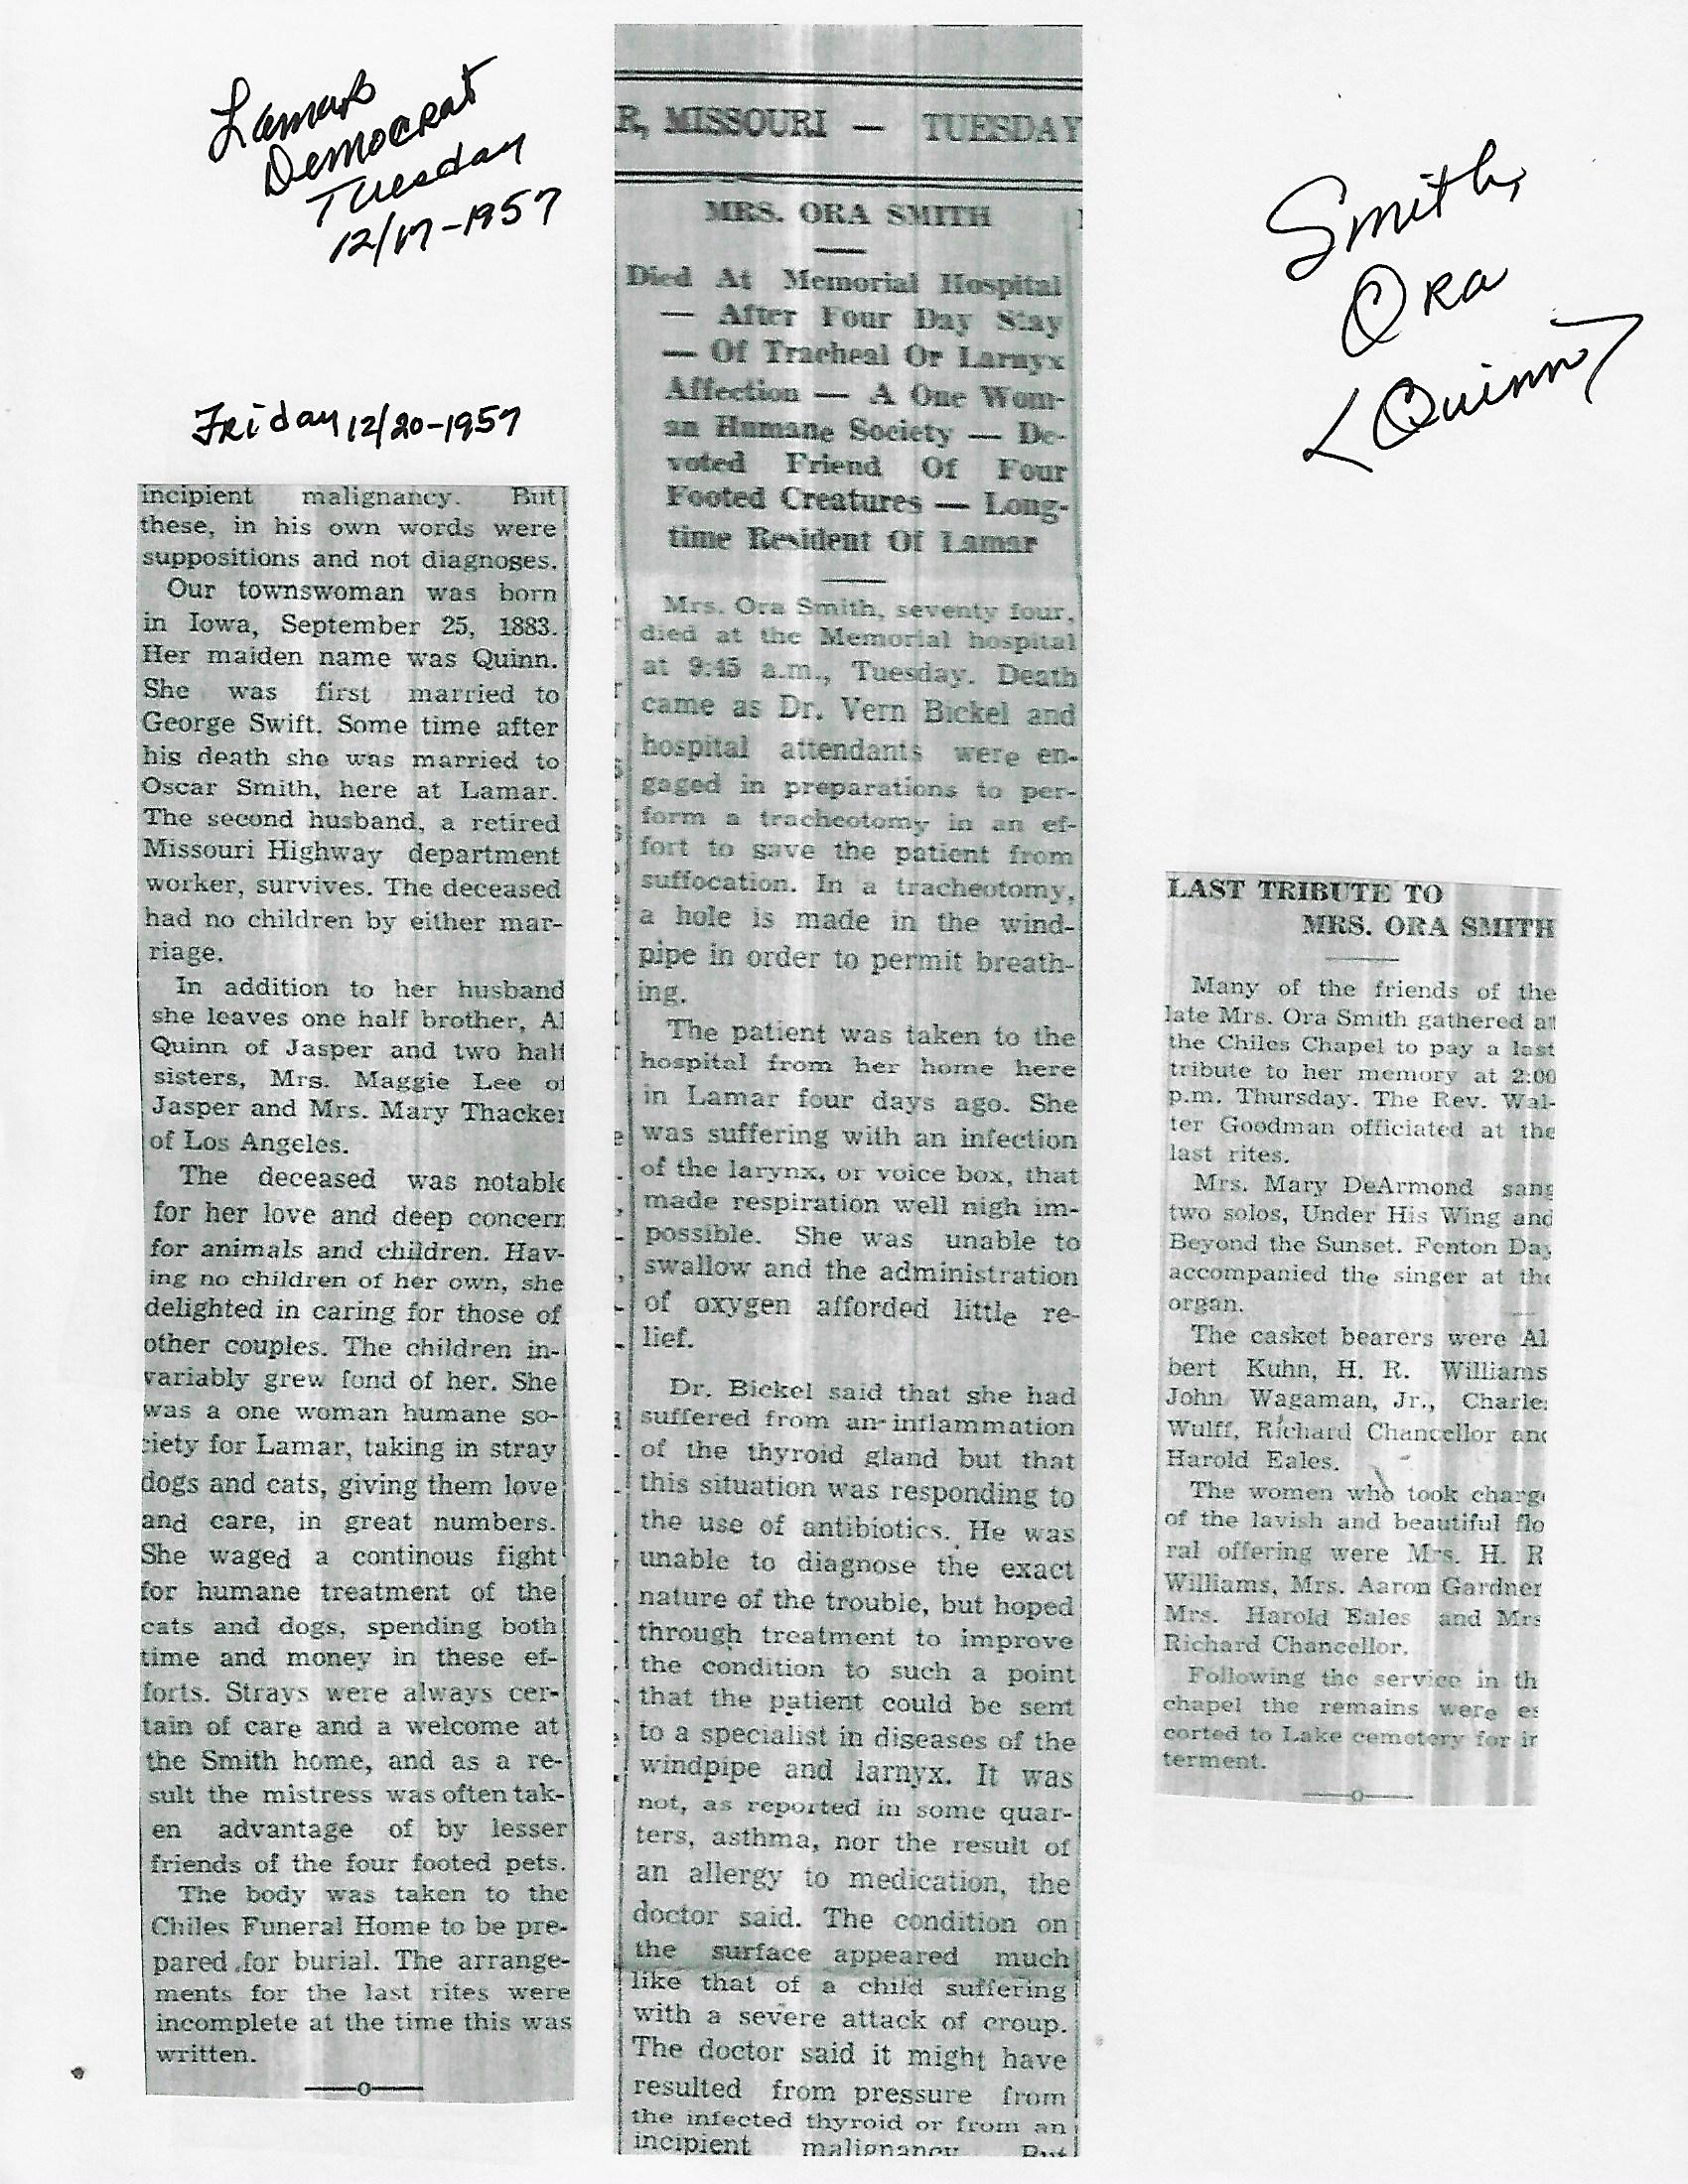 Lamar
Democrat
Tuesday
12/17-1957
Friday 12/20-1957
Smith,
Ora
<Quinn>
R, MISSOURI — TUESDAY
MRS. ORA SMITH
Died At Memorial Hospital
— After Four Day Stay
— Of Tracheal Or Larnyx
Affection — A One Wom-
an Humane Society — De-
voted Friend Of Four
Footed Creatures — Long-
time Resident Of Lamar
Mrs. Ora Smith, seventy four,
died at the Memorial hospital
at 9:45 a.m., Tuesday. Death
came as Dr. Vern Bickel and
hospital attendants were en-
gaged in preparations to per-
form a tracheotomy in an ef-
fort to save the patient from
suffocation. In a tracheotomy,
a hole is made in the wind-
pipe in order to permit breath-
ing.
The patient was taken to the
hospital from her home here
in Lamar four days ago. She
was suffering with an infection
of the larynx, or voice box, that
made respiration well nigh im-
possible. She was unable to
swallow and the administration
of oxygen afforded little re-
lief.
Dr. Bickel said that she had
suffered from an inflammation
of the thyroid gland but that
this situation was responding to
the use of antibiotics. He was
unable to diagnose the exact
nature of the trouble, but hoped
through treatment to improve
the condition to such a point
that the patient could be sent
to a specialist in diseases of the
windpipe and larnyx. It was
not, as reported in some quar-
ters, asthma, nor the result of
an allergy to medication, the
doctor said. The condition on
the surface appeared much
like that of a child suffering
with a severe attack of croup.
The doctor said it might have
resulted from pressure from
the infected thyroid or from an
incipient malignancy. But
incipient malignancy. But
these, in his own words were
suppositions and not diagnoses.
Our townswoman was born
in Iowa, September 25, 1883.
Her maiden name was Quinn.
She was first married to
George Swift. Some time after
his death she was married to
Oscar Smith, here at Lamar.
The second husband, a retired
Missouri Highway department
worker, survives. The deceased
had no children by either mar-
riage.
In addition to her husband
she leaves one half brother, Al
Quinn of Jasper and two half
sisters, Mrs. Maggie Lee of
Jasper and Mrs. Mary Thacker
of Los Angeles.
The deceased was notable
for her love and deep concern
for animals and children. Hav-
ing no children of her own, she
delighted in caring for those of
other couples. The children in-
variably grew fond of her. She
was a one woman humane so-
ciety for Lamar, taking in stray
dogs and cats, giving them love
and care, in great numbers.
She waged a continous fight
for humane treatment of the
cats and dogs, spending both
time and money in these ef-
forts. Strays were always cer-
tain of care and a welcome at
the Smith home, and as a re-
sult the mistress was often tak-
en advantage of by lesser
friends of the four footed pets.
The body was taken to the
Chiles Funeral Home to be pre-
pared for burial. The arrange-
ments for the last rites were
incomplete at the time this was
written.
LAST TRIBUTE TO
MRS. ORA SMITH
Many of the friends of the
late Mrs. Ora Smith gathered at
the Chiles Chapel to pay a last
tribute to her memory at 2:00
p.m. Thursday. The Rev. Wal-
ter Goodman officiated at the
last rites.
Mrs. Mary DeArmond sang
two solos, Under His Wing and
Beyond the Sunset. Fenton Day
accompanied the singer at the
organ.
The casket bearers were Al
bert Kuhn, H. R. Williams
John Wagaman, Jr., Charles
Wulff, Richard Chancellor and
Harold Eales.
The women who took charge
of the lavish and beautiful flo
ral offering were Mrs. H. R
Williams, Mrs. Aaron Gardner
Mrs. Harold Eales and Mrs
Richard Chancellor.
Following the service in th
chapel the remains were es
corted to Lake cemetery for in
terment.